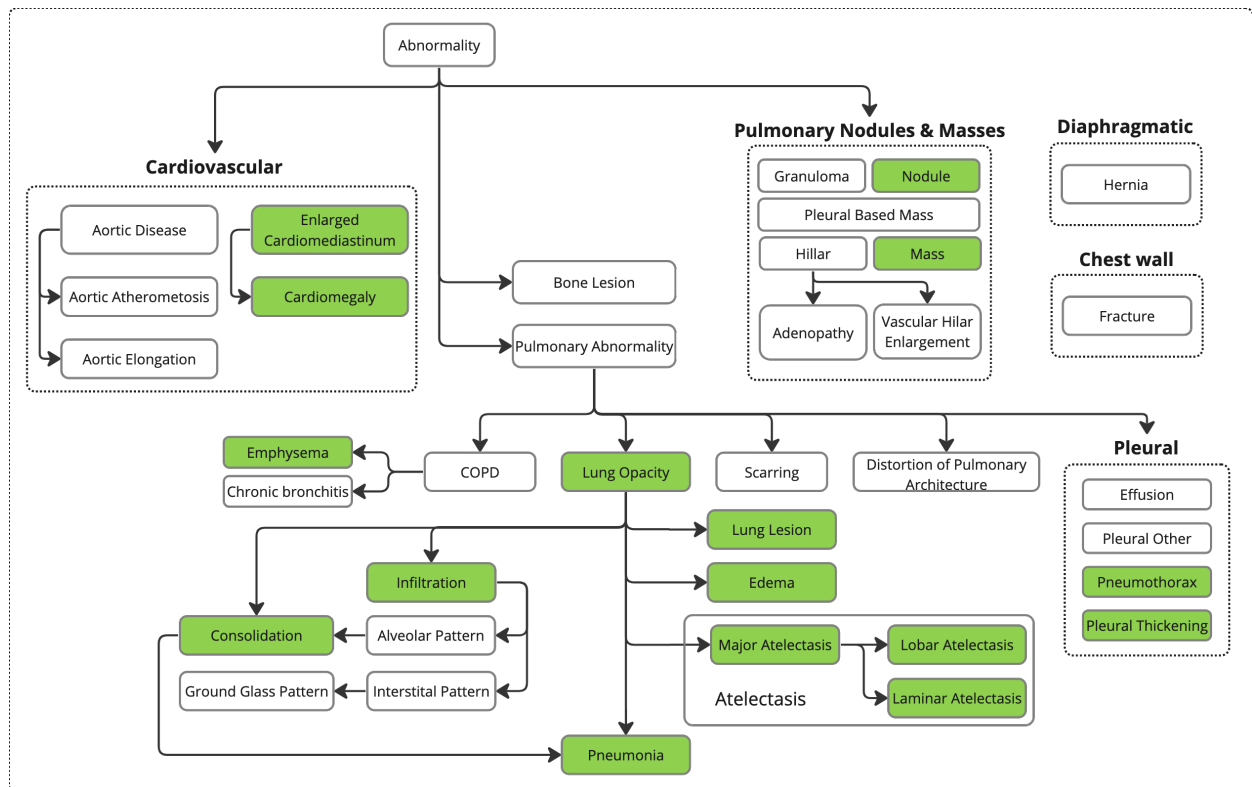 Abnormality
Pulmonary Nodules & Masses
Diaphragmatic
Cardiovascular
Granuloma
Nodule
Hernia
Pleural Based Mass
Aortic Disease
Enlarged
Cardiomediastinum
Hillar
Mass
Chest wall
Bone Lesion
Aortic Atherometosis
Cardiomegaly
Fracture
Adenopathy
Vascular Hilar
Enlargement
Pulmonary Abnormality
Aortic Elongation
Pleural
Emphysema
COPD
Lung Opacity
Scarring
Distortion of Pulmonary
Architecture
Chronic bronchitis
Effusion
Lung Lesion
Pleural Other
Infiltration
Edema
Pneumothorax
Consolidation
Alveolar Pattern
Major Atelectasis
Lobar Atelectasis
Pleural Thickening
Ground Glass Pattern
Interstital Pattern
Atelectasis
Laminar Atelectasis
Pneumonia